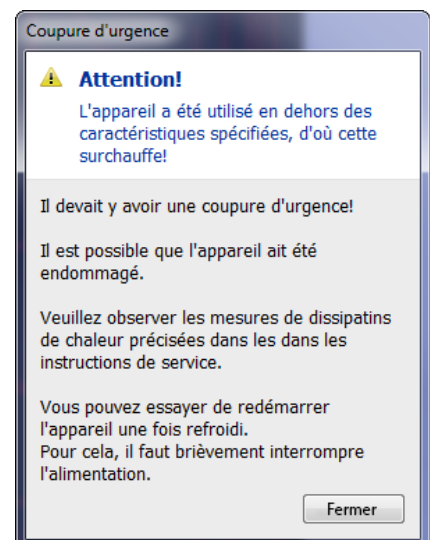 Coupure d'urgence
Attention!
L'appareil a été utilisé en dehors des
caractéristiques spécifiées, d'où cette
surchauffe!
Il devait y avoir une coupure d'urgence!
Il est possible que l'appareil ait été
endommagé.
Veuillez observer les mesures de dissipatins
de chaleur précisées dans les dans les
instructions de service.
Vous pouvez essayer de redémarrer
l'appareil une fois refroidi.
Pour cela, il faut brièvement interrompre
l'alimentation.
Fermer